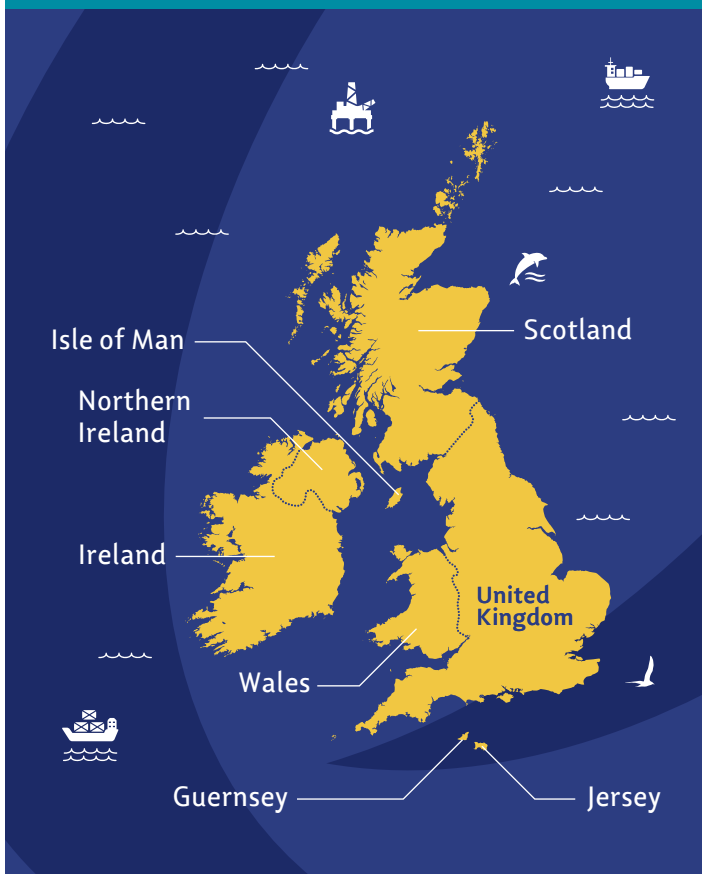 Isle of Man
Scotland
Northern
Ireland
Ireland
United
Kingdom
Wales
Guernsey
Jersey